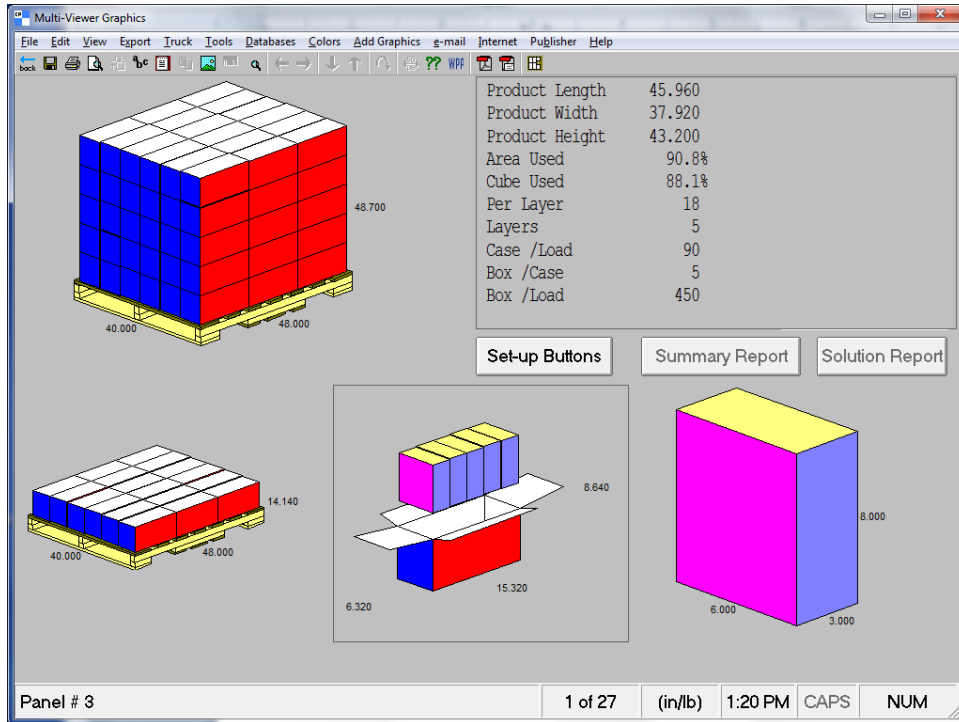 Multi-Viewer Graphics
File Edit View Export Truck Tools Databases Colors Add Graphics e-mail Internet Publisher Help
back abc ?? WPF
Product Length 45.960
Product Width 37.920
Product Height 43.200
Area Used 90.8%
Cube Used 88.1%
Per Layer 18
Layers 5
Case /Load 90
Box /Case 5
Box /Load 450
48.700
40.000
48.000
Set-up Buttons Summary Report Solution Report
14.140
40.000
48.000
8.640
15.320
6.320
8.000
6.000
3.000
Panel # 3 1 of 27 (in/lb) 1:20 PM CAPS NUM